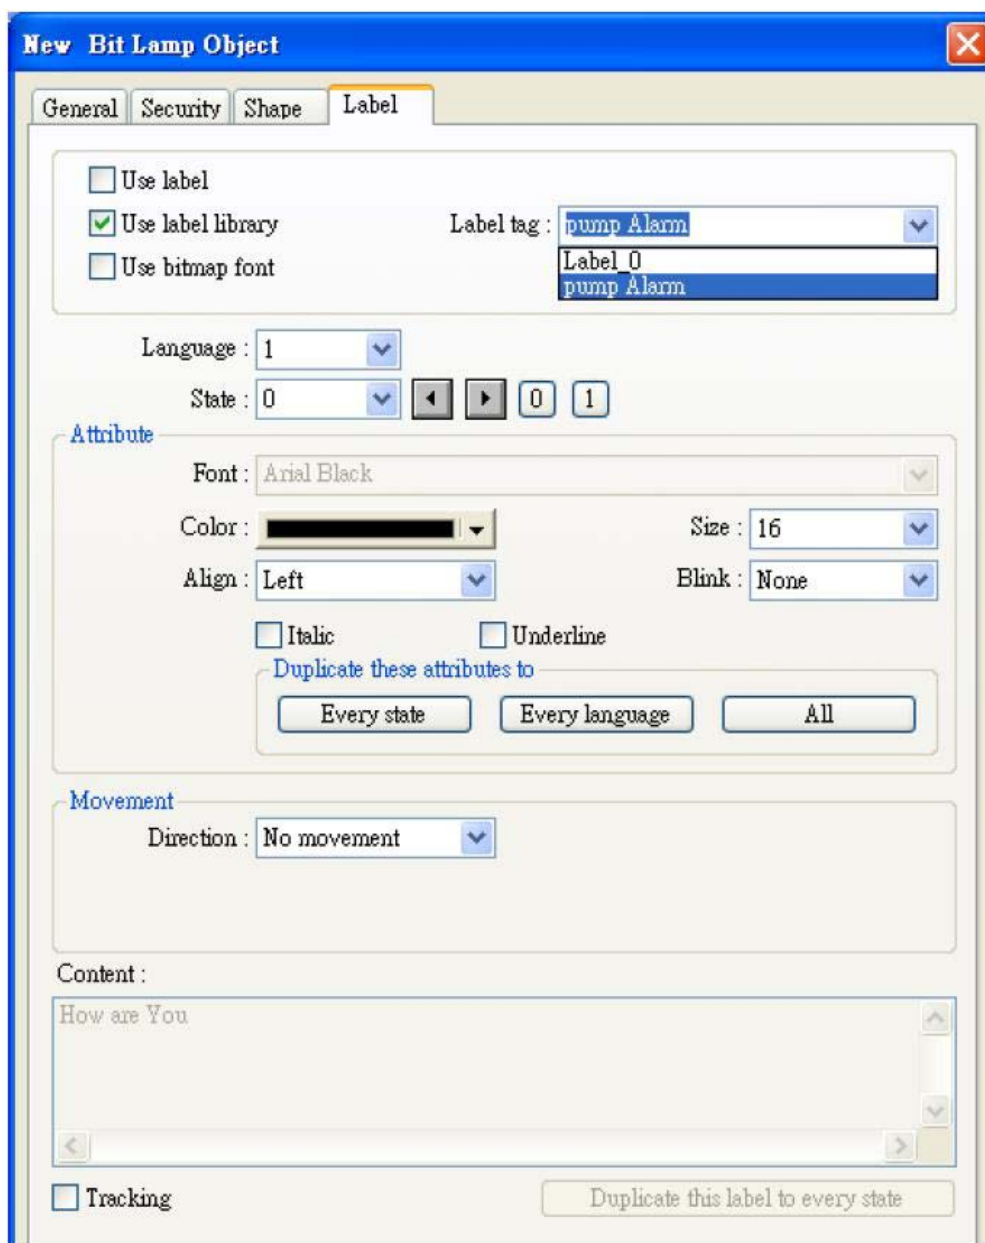 New Bit Lamp Object
General Security Shape Label
Use label
Use label library Label tag : pump Alarm
Label_0
Use bitmap font
pump Alarm
Language : 1
State : 0 0 1
Attribute
Font : Arial Black
Color : Size : 16
Align : Left Blink : None
Italic Underline
Duplicate these attributes to
Every state Every language All
Movement
Direction : No movement
Content :
How are You
Tracking Duplicate this label to every state